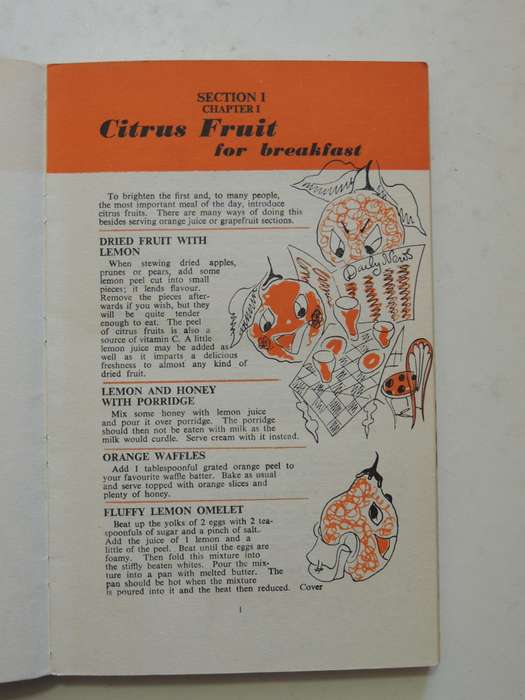 SECTION 1
CHAPTER 1
Citrus Fruit
for breakfast
To brighten the first and, to many people,
the most important meal of the day, introduce
citrus fruits. There are many ways of doing this
besides serving orange juice or grapefruit sections.
DRIED FRUIT WITH
LEMON
When stewing dried apples,
prunes or pears, add some
lemon peel cut into small
pieces; it lends flavour.
Remove the pieces after-
wards if you wish, but they
will be quite tender
enough to eat. The peel
of citrus fruits is also a
source of vitamin C. A little
lemon juice may be added as
well as it imparts a delicious
freshness to almost any kind of
dried fruit.
Daily News
LEMON AND HONEY
WITH PORRIDGE
Mix some honey with lemon juice
and pour it over porridge. The porridge
should then not be eaten with milk as the
milk would curdle. Serve cream with it instead.
ORANGE WAFFLES
Add 1 tablespoonful grated orange peel to
your favourite waffle batter. Bake as usual
and serve topped with orange slices and
plenty of honey.
FLUFFY LEMON OMELET
Beat up the yolks of 2 eggs with 2 tea-
spoonfuls of sugar and a pinch of salt.
Add the juice of 1 lemon and a
little of the peel. Beat until the eggs are
foamy. Then fold this mixture into
the stiffly beaten whites. Pour the mix-
ture into a pan with melted butter. The
pan should be hot when the mixture
is poured into it and the heat then reduced. Cover
1